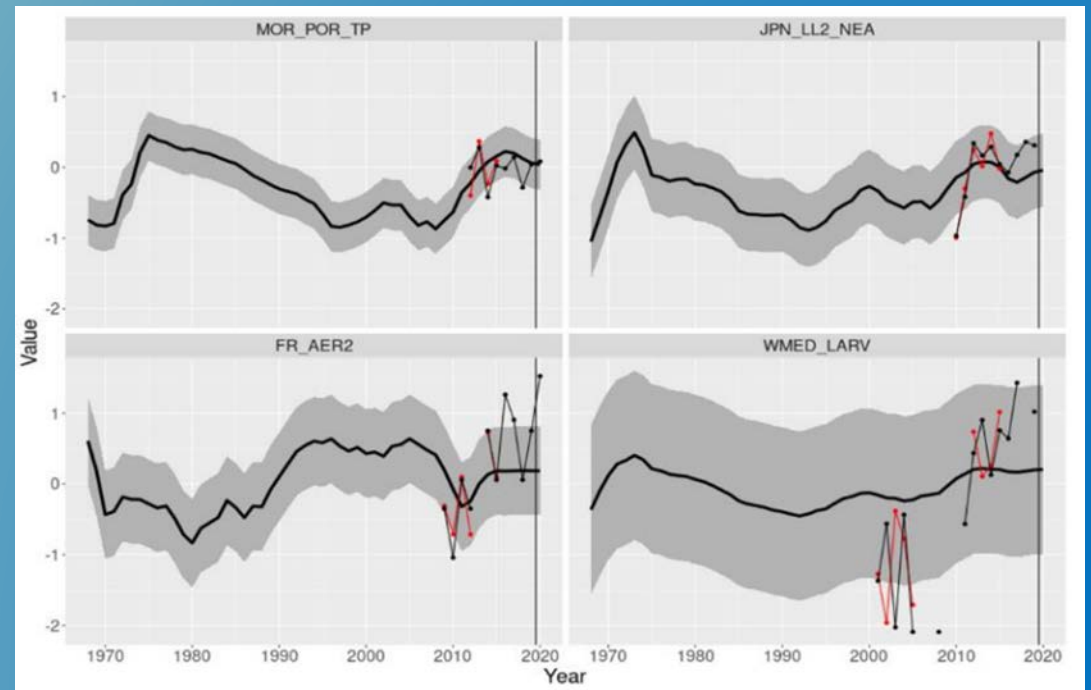 MOR_POR_TP
JPN_LL2_NEA
1
0
-1
-2
FR_AER2
WMED_LARV
1
0
-1
-2
1970 1980 1990 2000 2010 2020
1970 1980 1990 2000 2010 2020
Value
Year